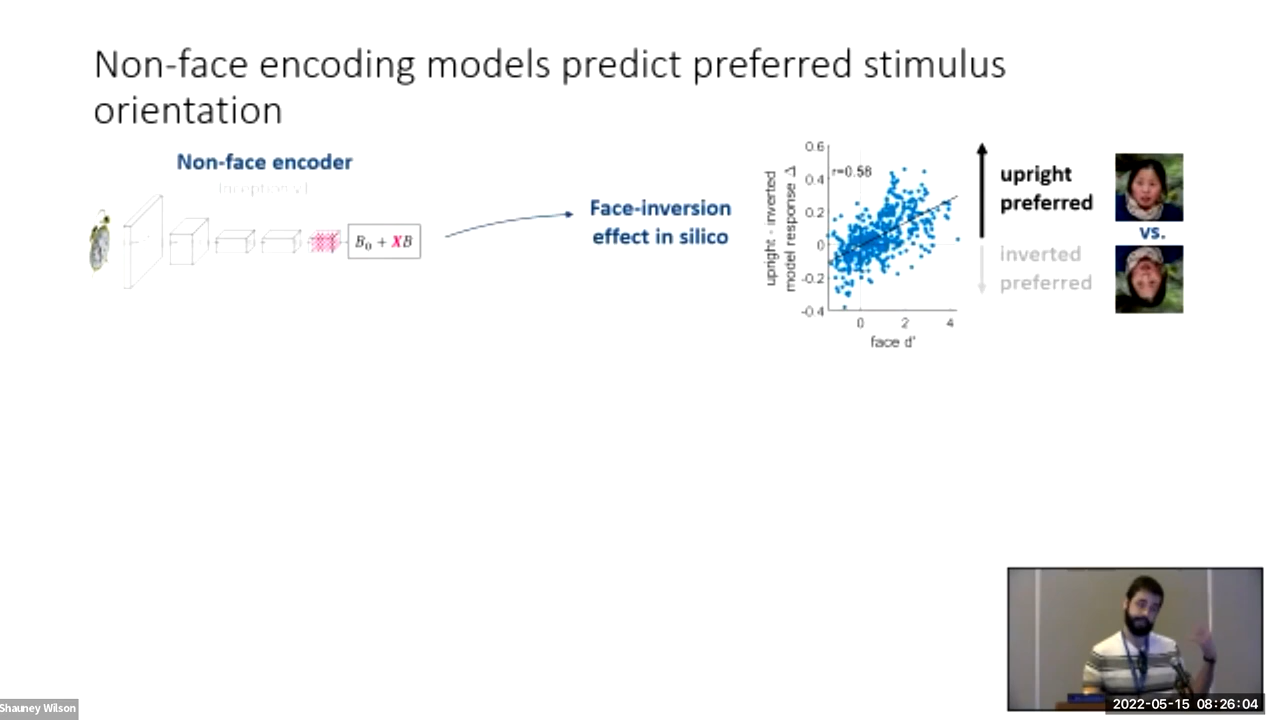 Non-face encoding models predict preferred stimulus
orientation
Non-face encoder
B₀ + XB
Face-inversion
effect in silico
upright - inverted
model response Δ
0.6
0.4
0.2
0
-0.2
-0.4
r=0.58
0 2 4
face d'
upright
preferred
inverted
preferred
vs.
Shauney Wilson
2022-05-15 08:26:04